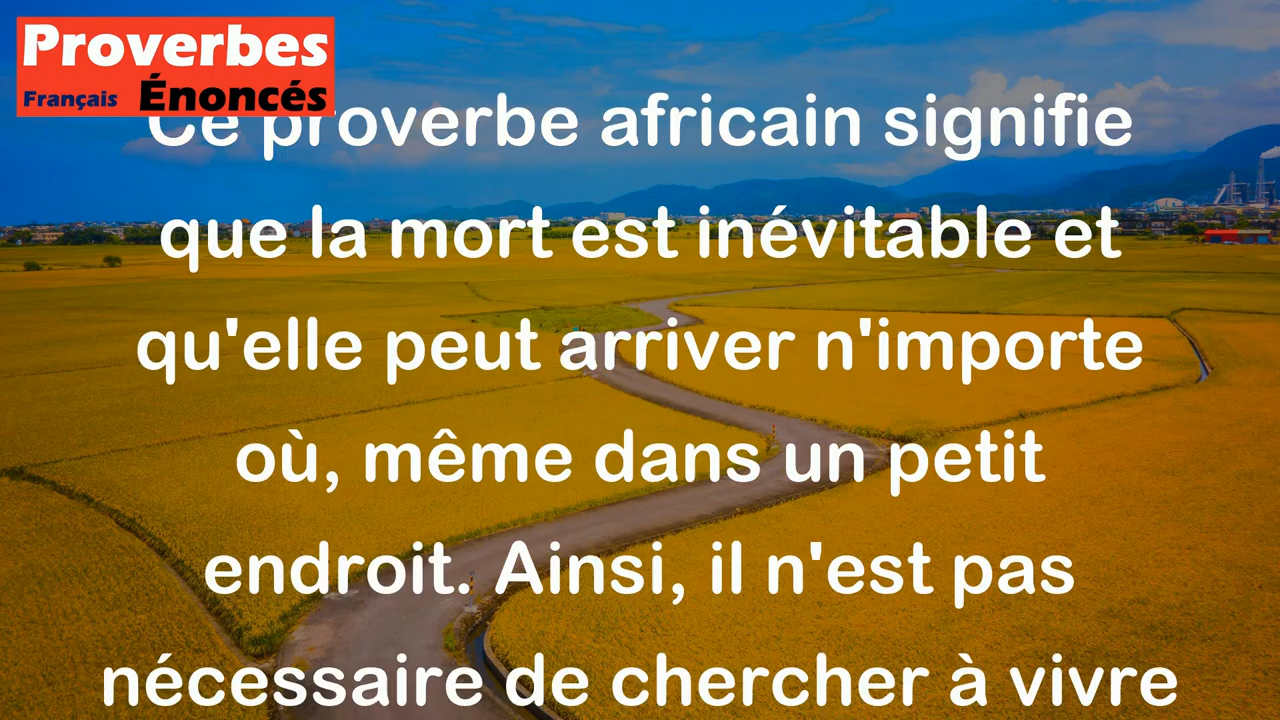 Proverbes
Français Énoncés
Ce proverbe africain signifie
que la mort est inévitable et
qu'elle peut arriver n'importe
où, même dans un petit
endroit. Ainsi, il n'est pas
nécessaire de chercher à vivre